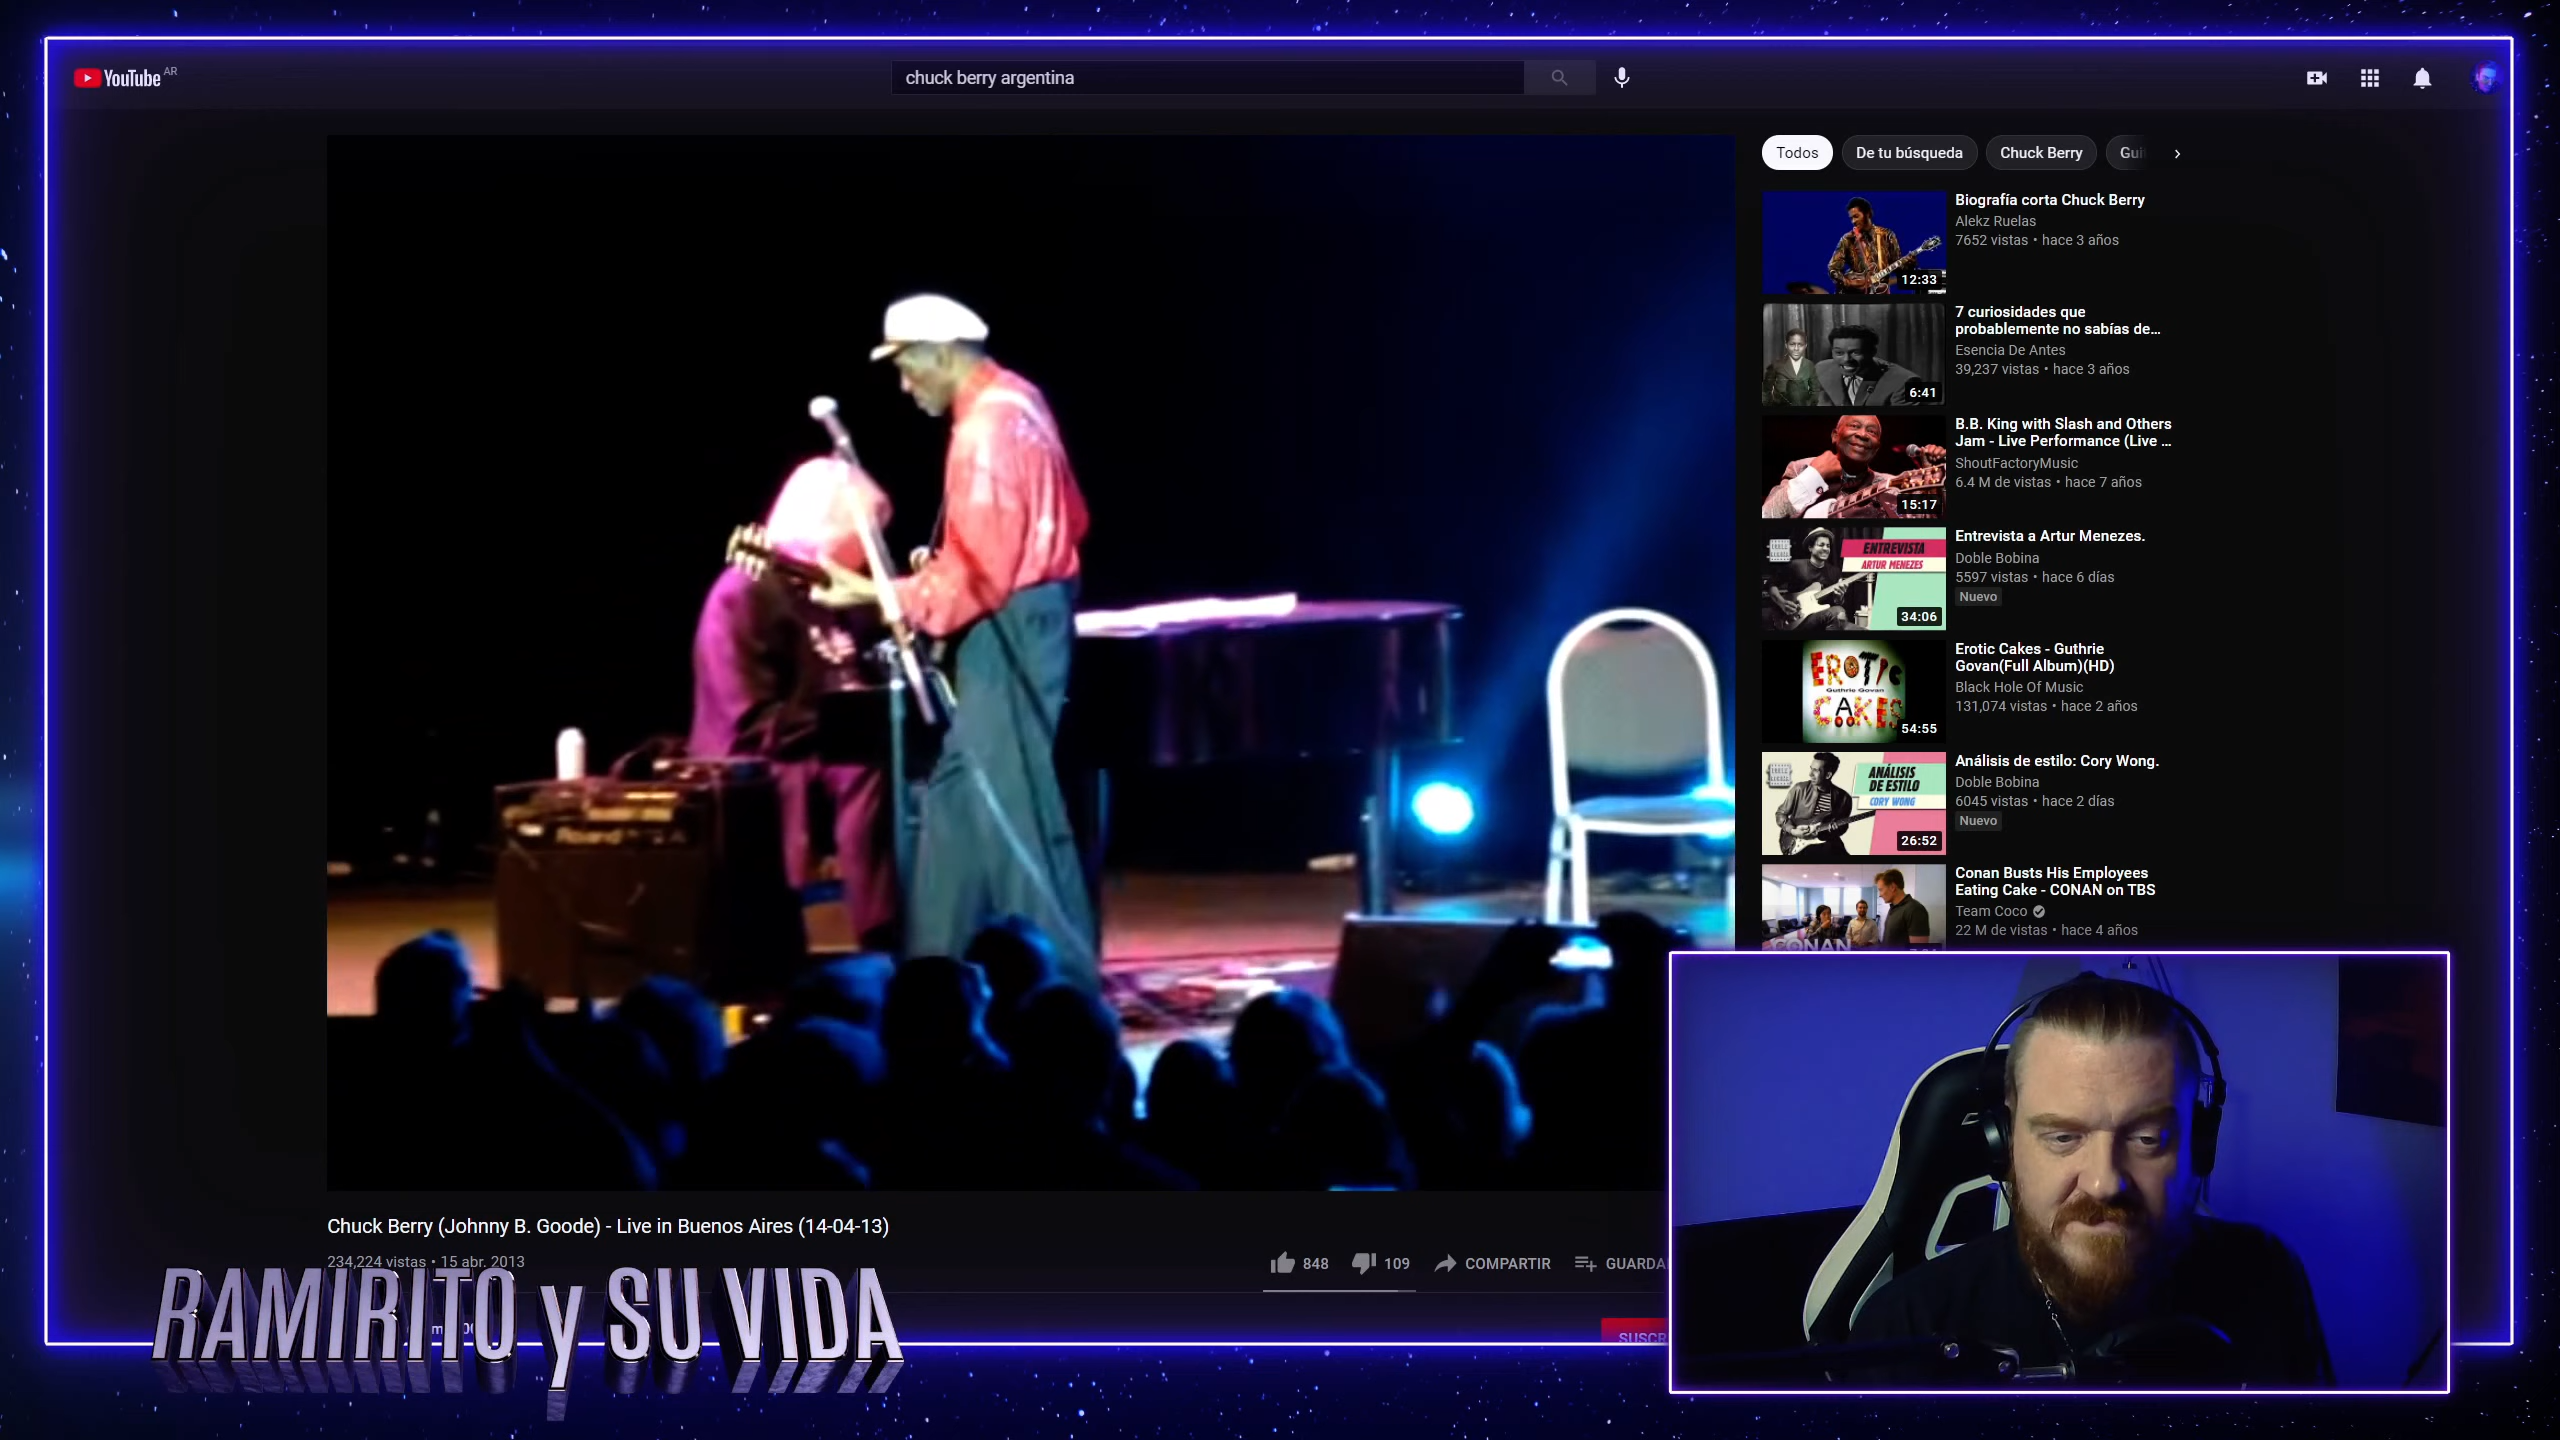 YouTube AR
chuck berry argentina
Todos
De tu búsqueda
Chuck Berry
Biografía corta Chuck Berry
Alekz Ruelas
7652 vistas • hace 3 años
12:33
7 curiosidades que
probablemente no sabías de...
Esencia De Antes
39,237 vistas • hace 3 años
6:41
B.B. King with Slash and Others
Jam - Live Performance (Live ...
ShoutFactoryMusic
6.4 M de vistas • hace 7 años
15:17
ENTREVISTA
ARTUR MENEZES
34:06
Entrevista a Artur Menezes.
Doble Bobina
5597 vistas • hace 6 días
Nuevo
EROTIC
Guthrie Govan
CAKES
54:55
Erotic Cakes - Guthrie
Govan(Full Album)(HD)
Black Hole Of Music
131,074 vistas • hace 2 años
ANÁLISIS
DE ESTILO
CORY WONG
26:52
Análisis de estilo: Cory Wong.
Doble Bobina
6045 vistas • hace 2 días
Nuevo
CONAN
Conan Busts His Employees
Eating Cake - CONAN on TBS
Team Coco
22 M de vistas • hace 4 años
Roland
Chuck Berry (Johnny B. Goode) - Live in Buenos Aires (14-04-13)
234,224 vistas • 15 abr. 2013
848
109
COMPARTIR
RAMIRITO y SU VIDA